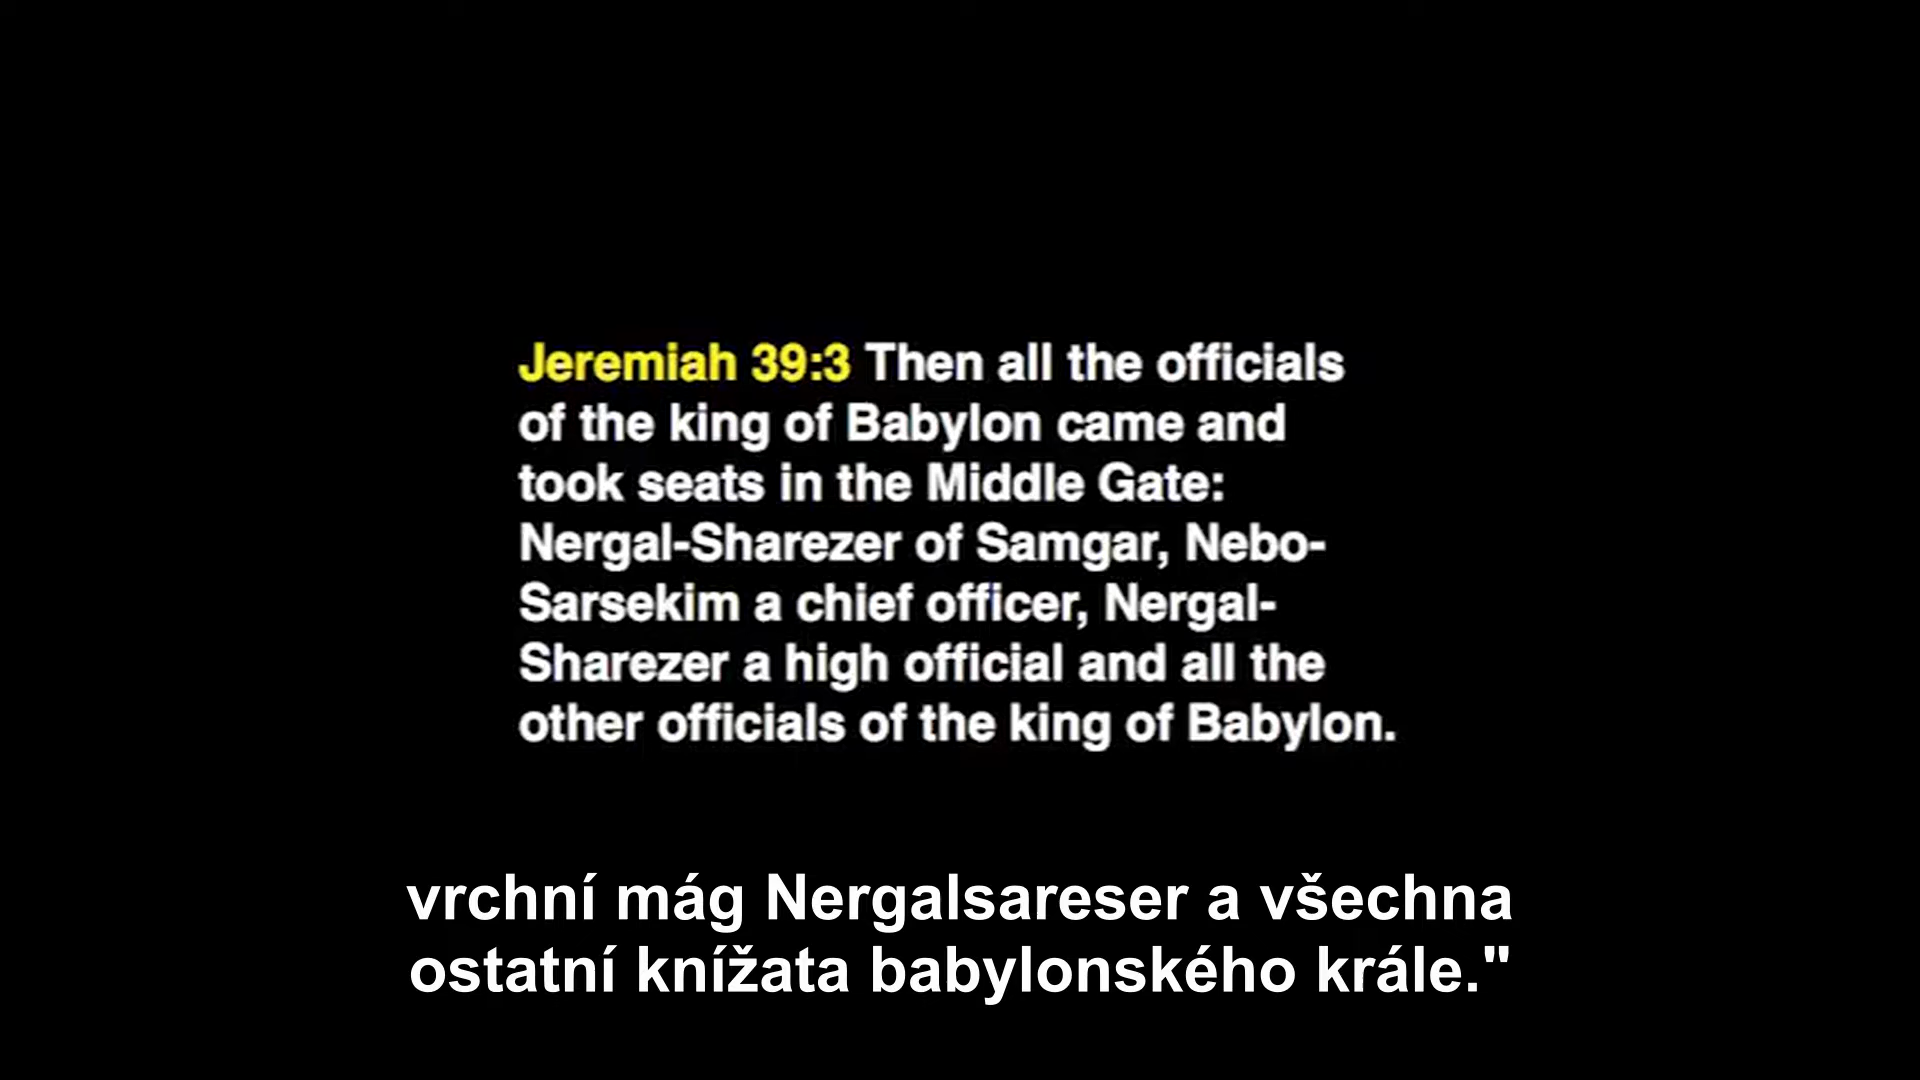 Jeremiah 39:3 Then all the officials
of the king of Babylon came and
took seats in the Middle Gate:
Nergal-Sharezer of Samgar, Nebo-
Sarsekim a chief officer, Nergal-
Sharezer a high official and all the
other officials of the king of Babylon.
vrchní mág Nergalsareser a všechna
ostatní knížata babylonského krále."